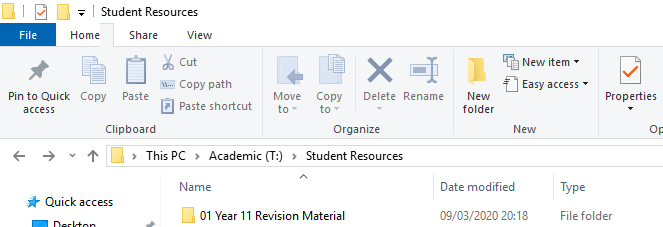 Student Resources
File Home Share View
Pin to Quick access
Copy
Paste
Cut
Copy path
Paste shortcut
Clipboard
Move to
Copy to
Delete
Rename
Organize
New folder
New item
Easy access
New
Properties
Op
This PC > Academic (T:) > Student Resources
Quick access
Desktop
Name Date modified Type
01 Year 11 Revision Material 09/03/2020 20:18 File folder